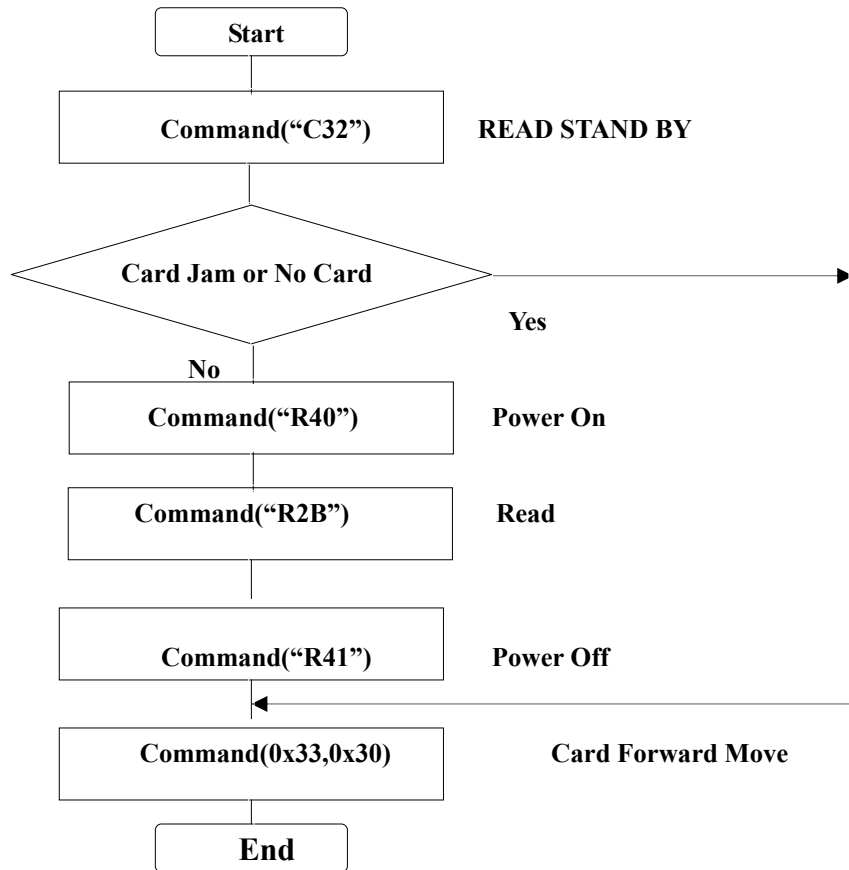 Start
Command(“C32”) READ STAND BY
Card Jam or No Card
Yes
No
Command(“R40”) Power On
Command(“R2B”) Read
Command(“R41”) Power Off
Command(0x33,0x30) Card Forward Move
End